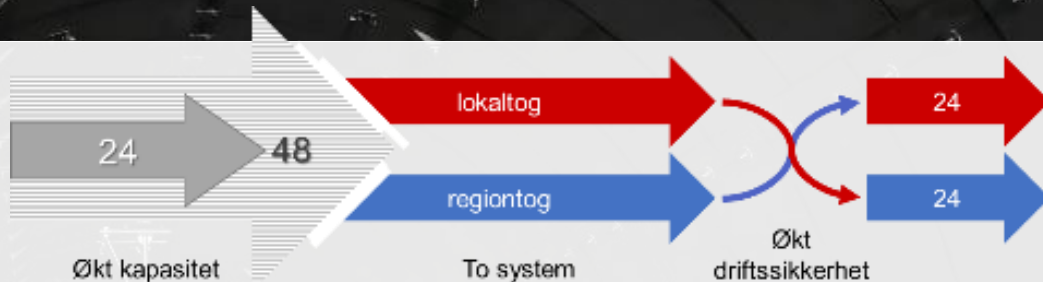 24
48
Økt kapasitet
lokaltog
regiontog
To system
Økt
driftssikkerhet
24
24